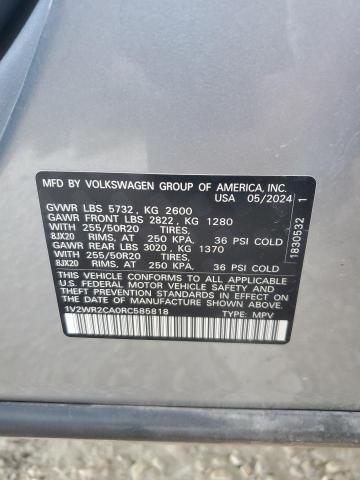 MFD BY VOLKSWAGEN GROUP OF AMERICA, INC.
USA 05/2024
GVWR LBS 5732, KG 2600
GAWR FRONT LBS 2822, KG 1280
WITH 255/50R20 TIRES,
8JX20 RIMS, AT 250 KPA, 36 PSI COLD
GAWR REAR LBS 3020, KG 1370
WITH 255/50R20 TIRES,
8JX20 RIMS, AT 250 KPA, 36 PSI COLD
THIS VEHICLE CONFORMS TO ALL APPLICABLE
U.S. FEDERAL MOTOR VEHICLE SAFETY AND
THEFT PREVENTION STANDARDS IN EFFECT ON
THE DATE OF MANUFACTURE SHOWN ABOVE.
1V2WR2CA0RC585818 TYPE: MPV
1830532 1